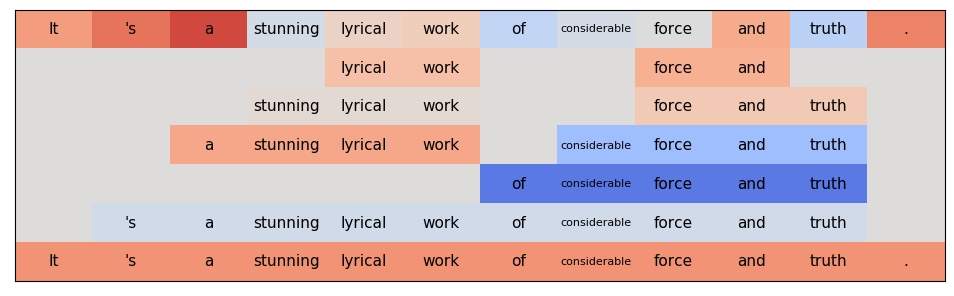 It 's a stunning lyrical work of considerable force and truth .
lyrical work force and
stunning lyrical work force and truth
a stunning lyrical work considerable force and truth
of considerable force and truth
's a stunning lyrical work of considerable force and truth
It 's a stunning lyrical work of considerable force and truth .